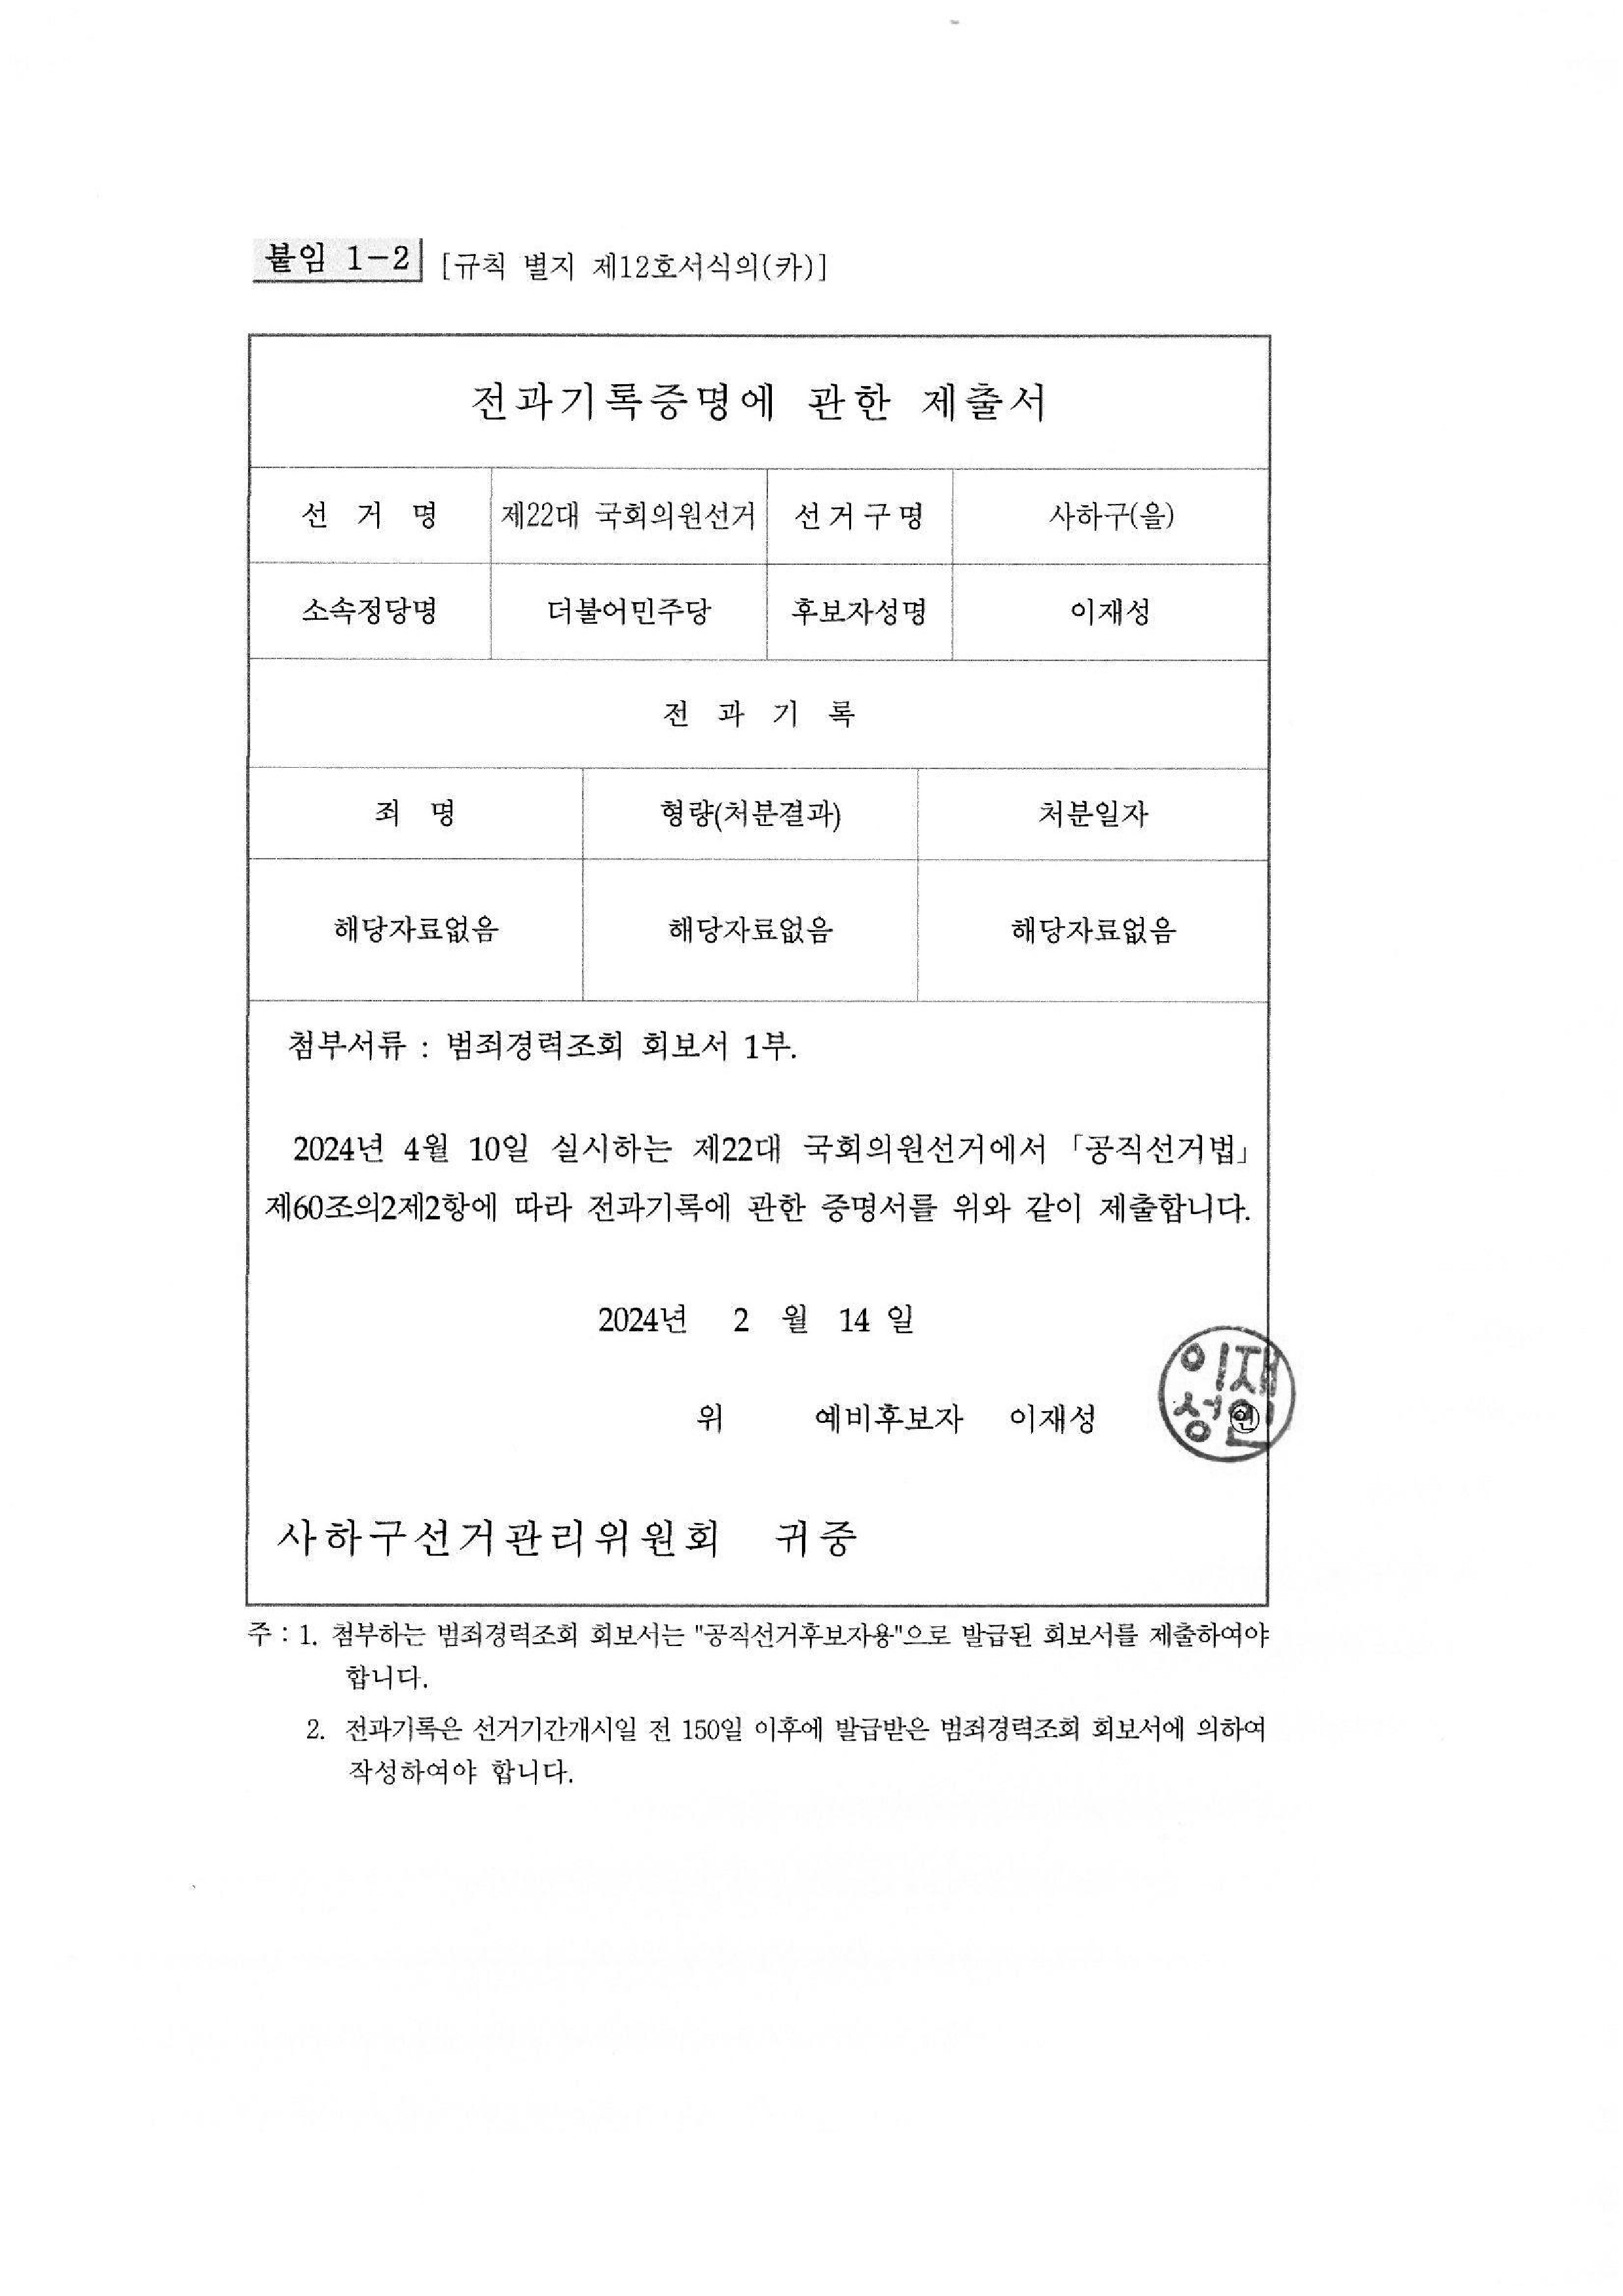 붙임 1-2 [규칙 별지 제12호서식의(카)]
전과기록증명에 관한 제출서
선 거 명 제22대 국회의원선거 선거구명 사하구(을)
소속정당명 더불어민주당 후보자성명 이재성
전 과 기 록
죄 명 형량(처분결과) 처분일자
해당자료없음 해당자료없음 해당자료없음
첨부서류 : 범죄경력조회 회보서 1부.
2024년 4월 10일 실시하는 제22대 국회의원선거에서 「공직선거법」
제60조의2제2항에 따라 전과기록에 관한 증명서를 위와 같이 제출합니다.
2024년 2 월 14 일
위 예비후보자 이재성 ㊞
이재
성인
사하구선거관리위원회 귀중
주 : 1. 첨부하는 범죄경력조회 회보서는 "공직선거후보자용"으로 발급된 회보서를 제출하여야
합니다.
2. 전과기록은 선거기간개시일 전 150일 이후에 발급받은 범죄경력조회 회보서에 의하여
작성하여야 합니다.